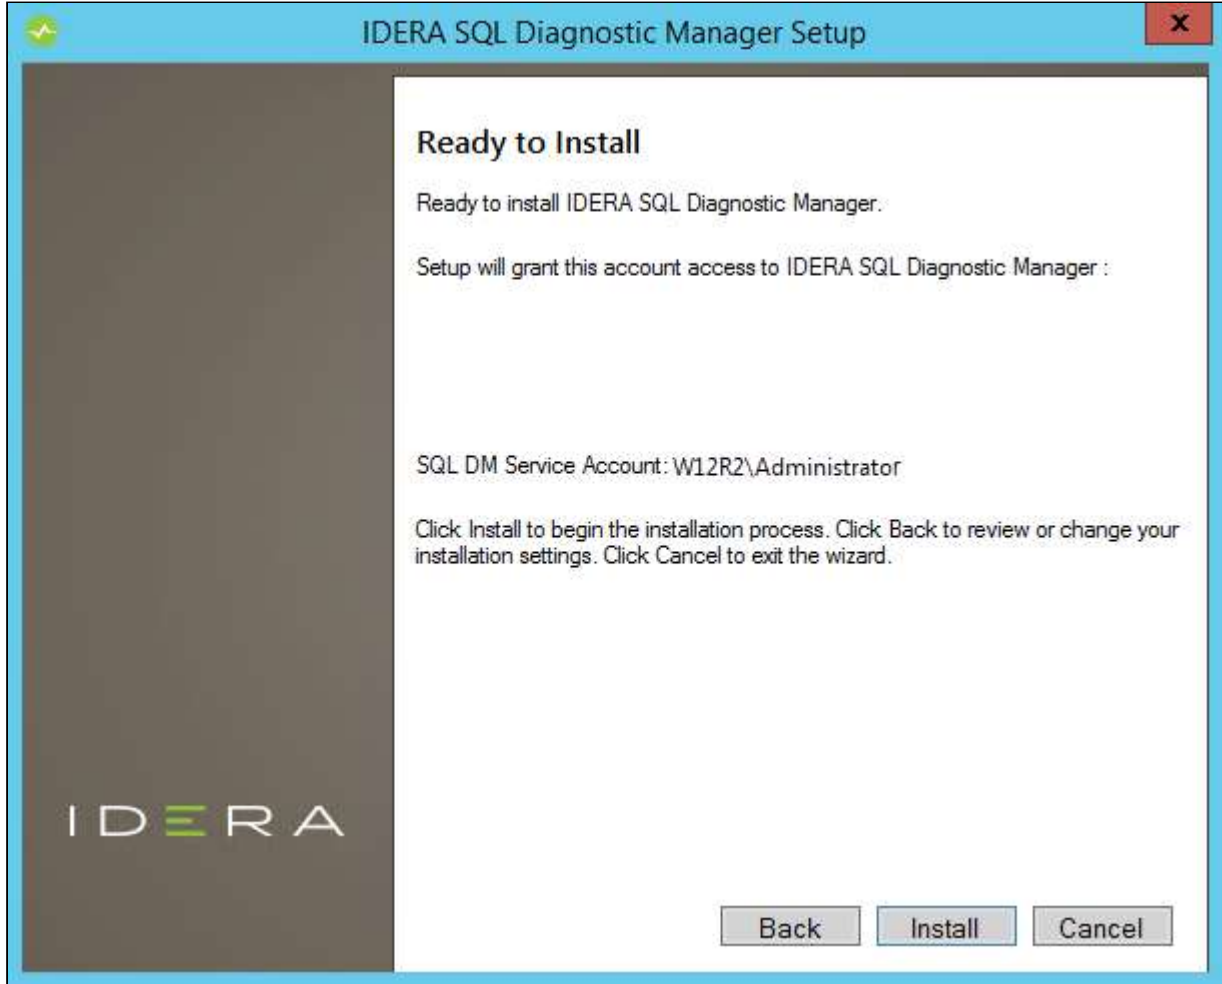 IDERA SQL Diagnostic Manager Setup
x
Ready to Install
Ready to install IDERA SQL Diagnostic Manager.
Setup will grant this account access to IDERA SQL Diagnostic Manager :
SQL DM Service Account: W12R2\Administrator
Click Install to begin the installation process. Click Back to review or change your
installation settings. Click Cancel to exit the wizard.
IDERA
Back Install Cancel